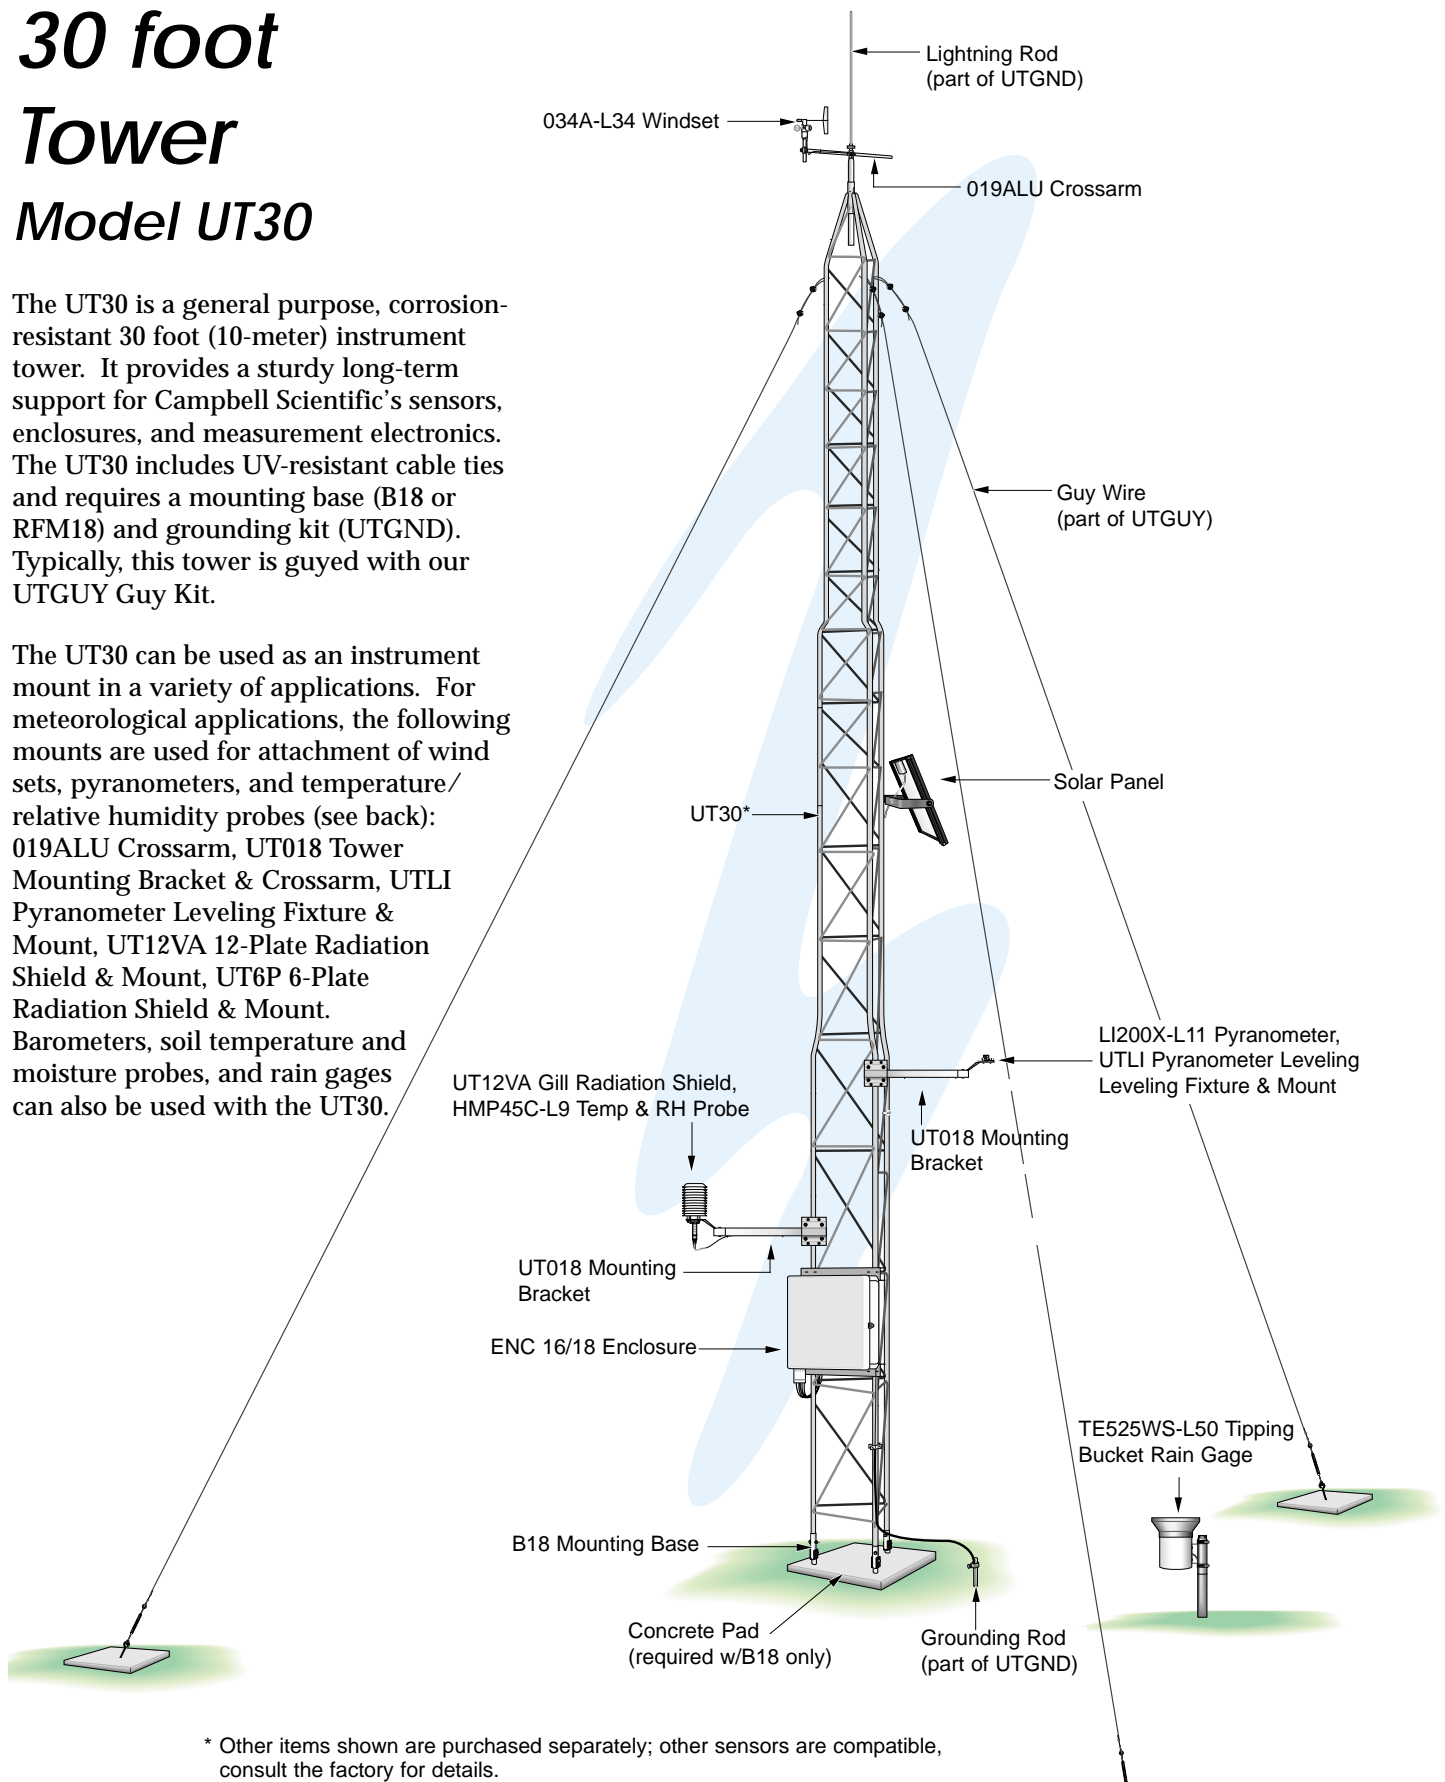 30 foot
Tower
Model UT30
The UT30 is a general purpose, corrosion-
resistant 30 foot (10-meter) instrument
tower.  It provides a sturdy long-term
support for Campbell Scientific's sensors,
enclosures, and measurement electronics.
The UT30 includes UV-resistant cable ties
and requires a mounting base (B18 or
RFM18) and grounding kit (UTGND).
Typically, this tower is guyed with our
UTGUY Guy Kit.
The UT30 can be used as an instrument
mount in a variety of applications.  For
meteorological applications, the following
mounts are used for attachment of wind
sets, pyranometers, and temperature/
relative humidity probes (see back):
019ALU Crossarm, UT018 Tower
Mounting Bracket & Crossarm, UTLI
Pyranometer Leveling Fixture &
Mount, UT12VA 12-Plate Radiation
Shield & Mount, UT6P 6-Plate
Radiation Shield & Mount.
Barometers, soil temperature and
moisture probes, and rain gages
can also be used with the UT30.
Lightning Rod
(part of UTGND)
034A-L34 Windset
019ALU Crossarm
Guy Wire
(part of UTGUY)
Solar Panel
UT30*
LI200X-L11 Pyranometer,
UTLI Pyranometer Leveling
Leveling Fixture & Mount
UT12VA Gill Radiation Shield,
HMP45C-L9 Temp & RH Probe
UT018 Mounting
Bracket
UT018 Mounting
Bracket
ENC 16/18 Enclosure
TE525WS-L50 Tipping
Bucket Rain Gage
B18 Mounting Base
Concrete Pad
(required w/B18 only)
Grounding Rod
(part of UTGND)
* Other items shown are purchased separately; other sensors are compatible,
consult the factory for details.